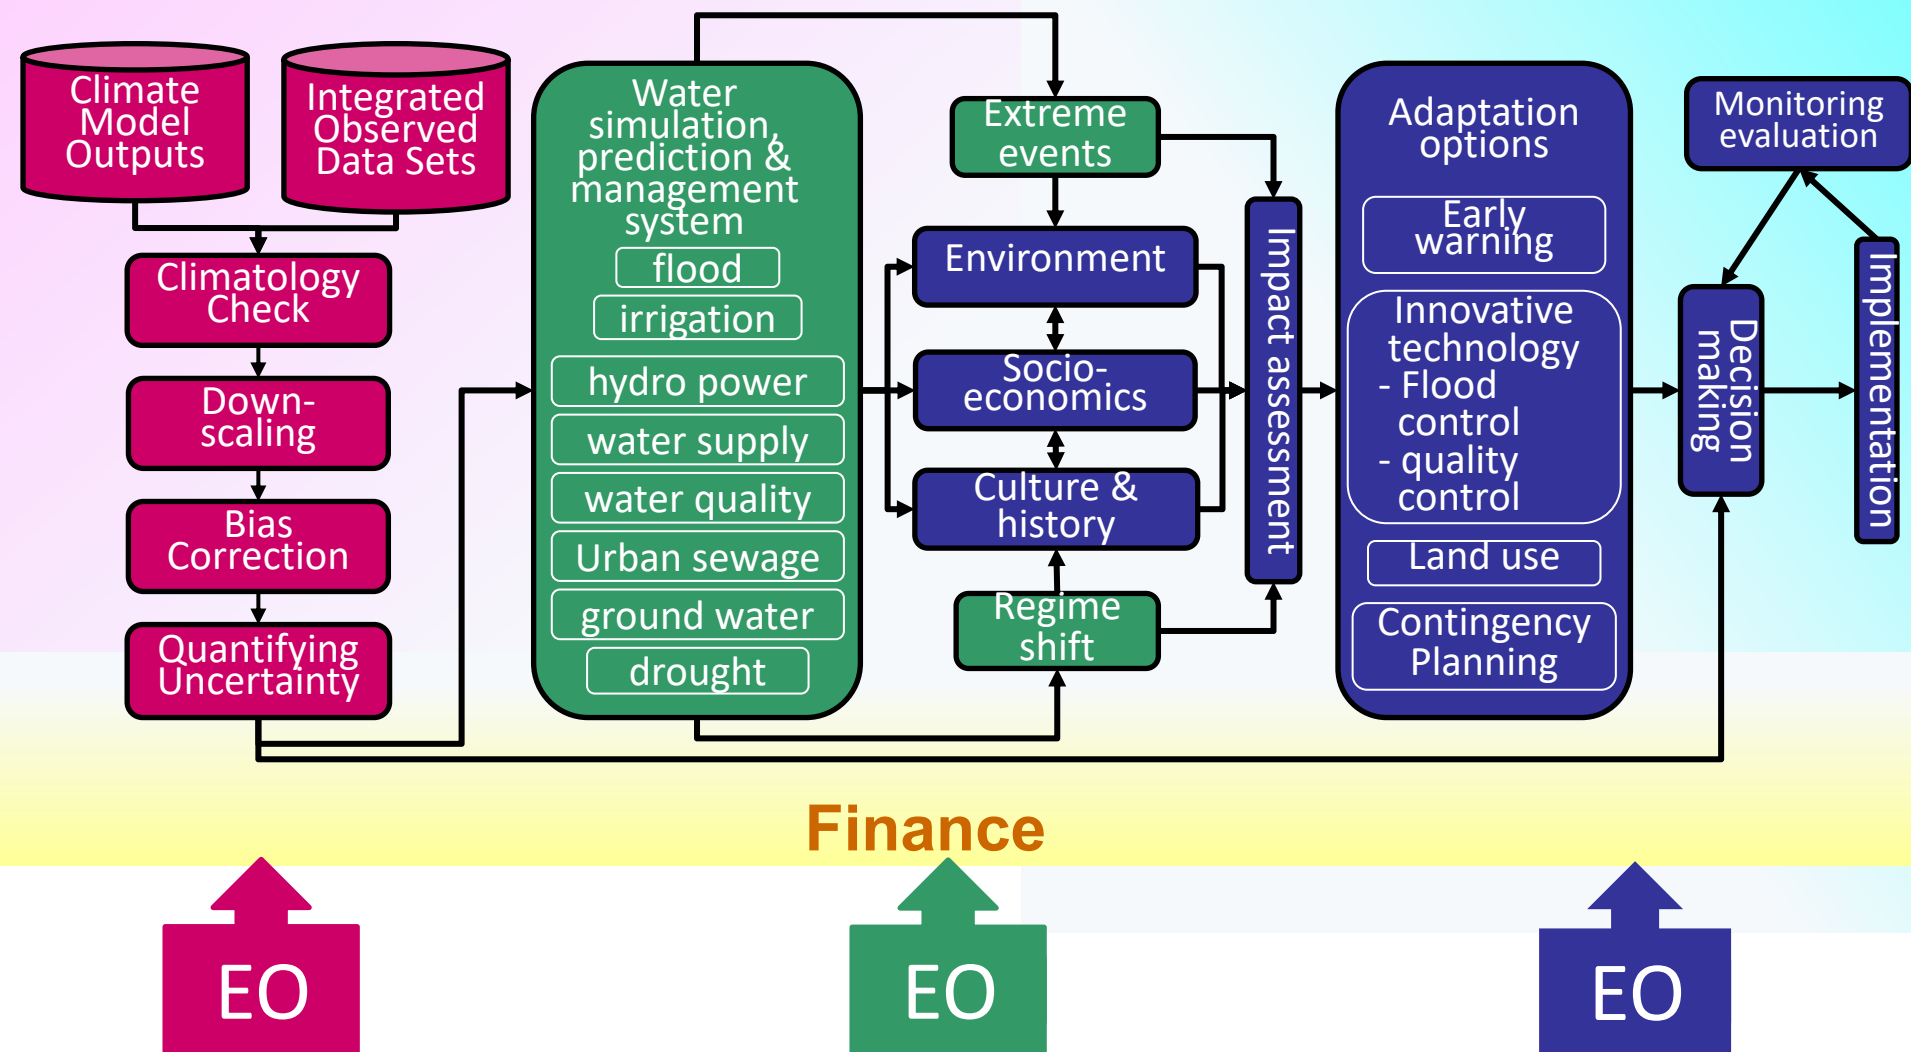 Climate
Model
Outputs
Integrated
Observed
Data Sets
Climatology
Check
Down-
scaling
Bias
Correction
Quantifying
Uncertainty
Water
simulation,
prediction &
management
system
flood
irrigation
hydro power
water supply
water quality
Urban sewage
ground water
drought
Extreme
events
Environment
Socio-
economics
Culture &
history
Regime
shift
Impact assessment
Adaptation
options
Early
warning
Innovative
technology
- Flood
control
- quality
control
Land use
Contingency
Planning
Monitoring
evaluation
Decision
making
Implementation
Finance
EO
EO
EO